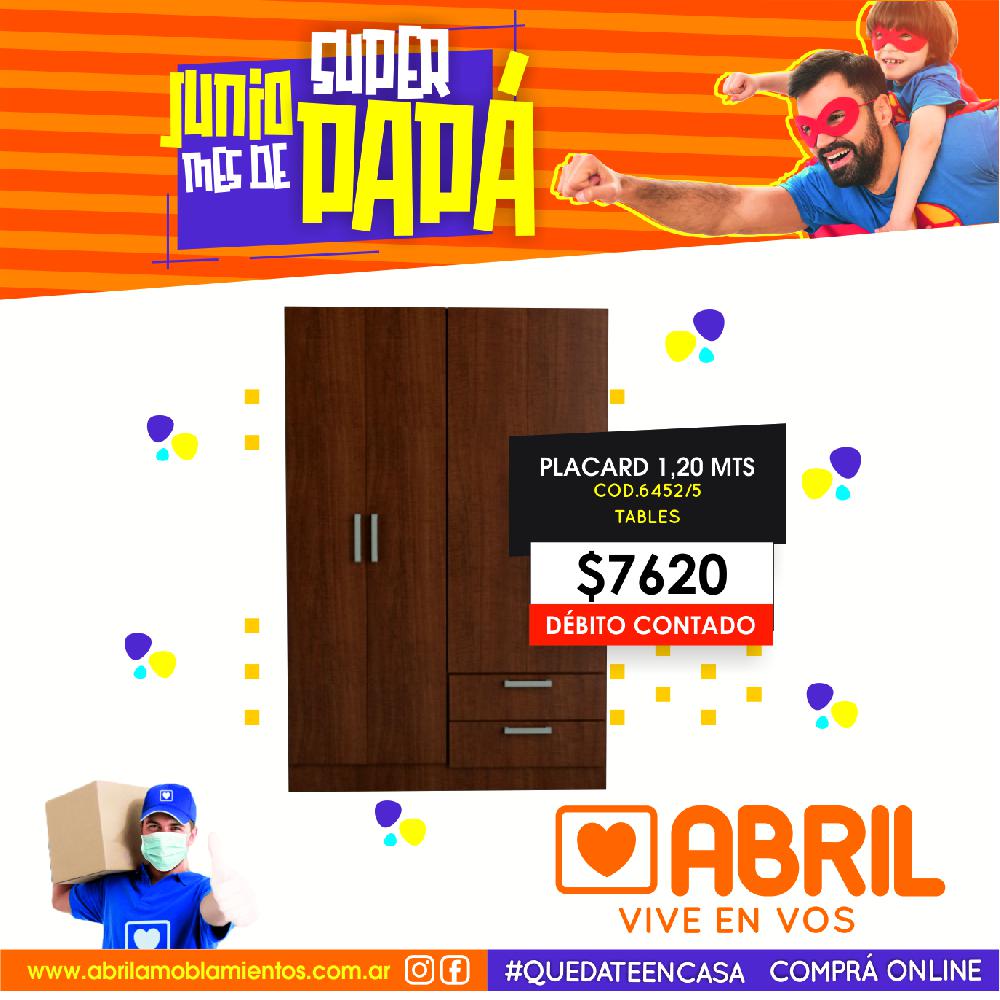 JUNIO
MES DE
SUPER
PAPÁ
PLACARD 1,20 MTS
COD.6452/5
TABLES
$7620
DÉBITO CONTADO
ABRIL
VIVE EN VOS
www.abrilamoblamientos.com.ar
#QUEDATEENCASA COMPRÁ ONLINE